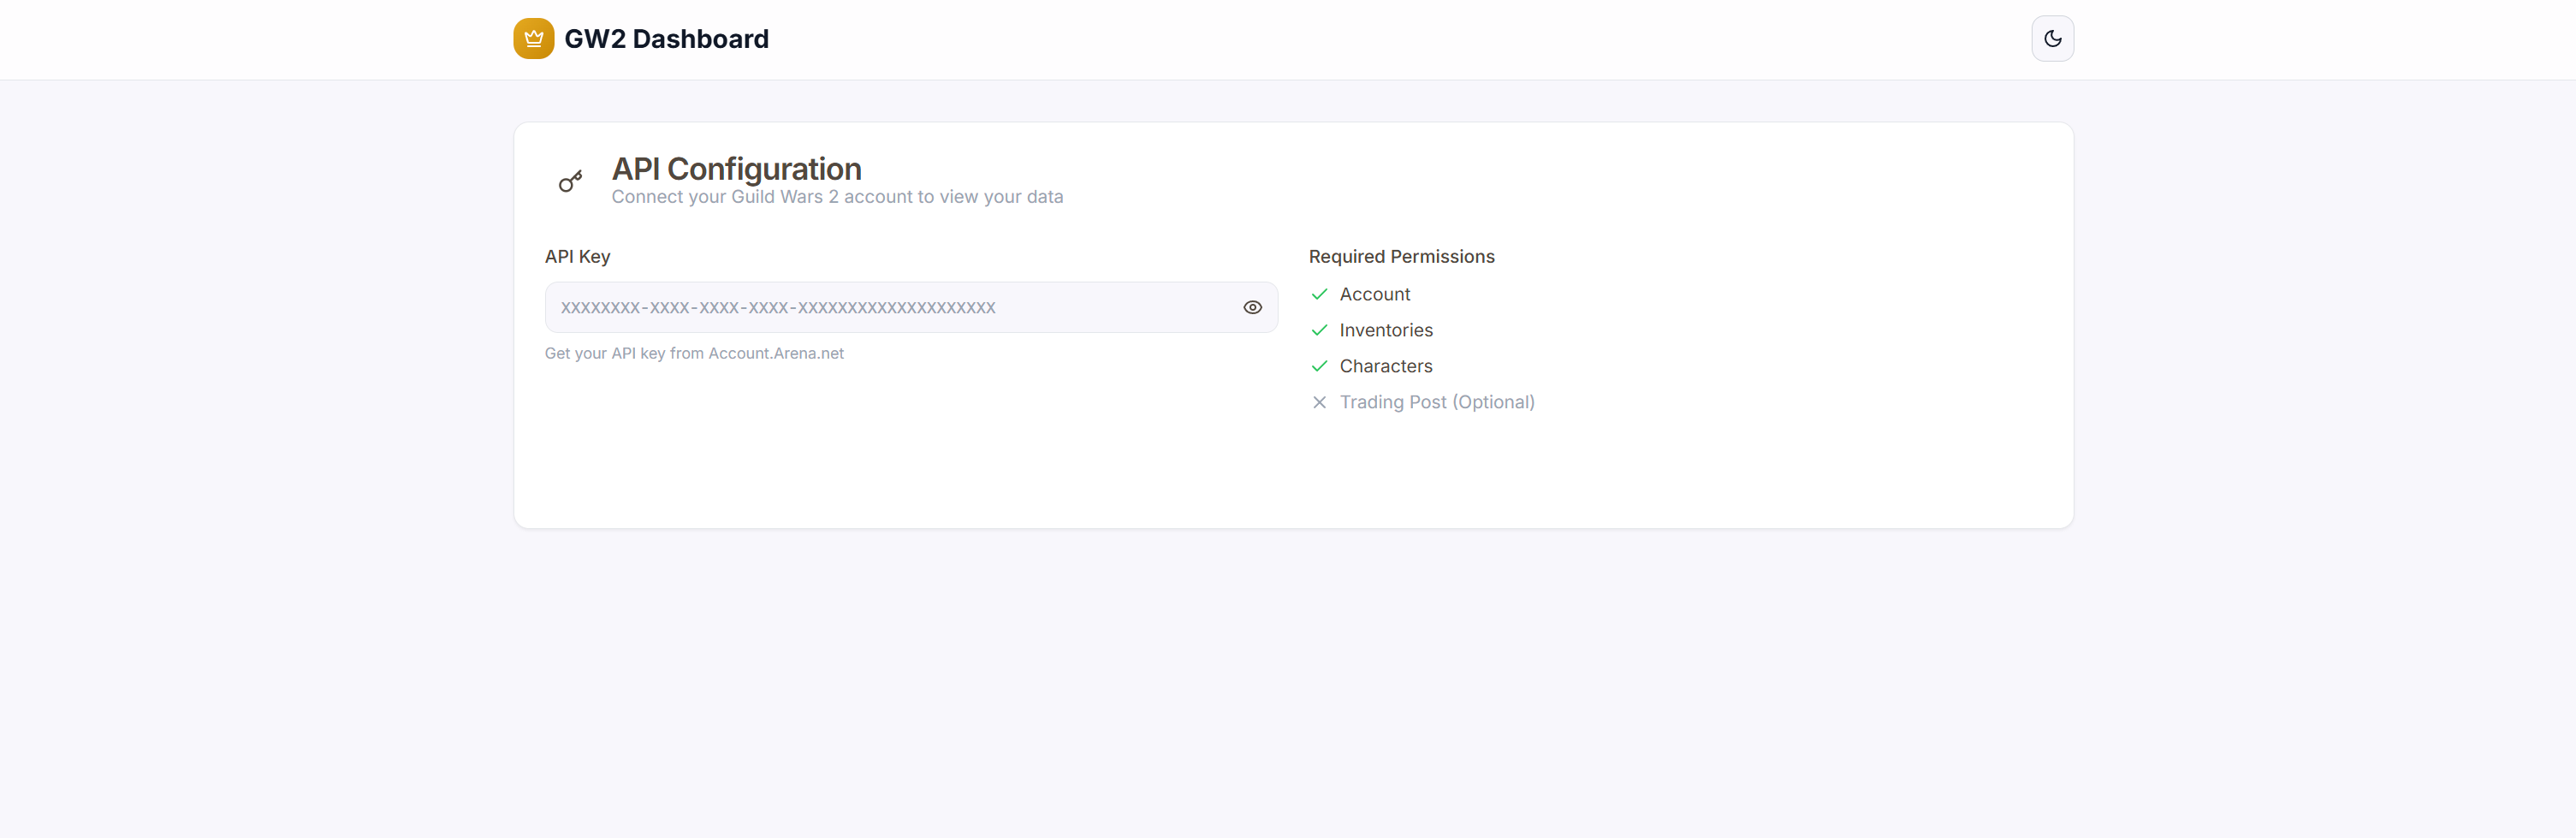 GW2 Dashboard
API Configuration
Connect your Guild Wars 2 account to view your data
API Key
XXXXXXXX-XXXX-XXXX-XXXX-XXXXXXXXXXXXXXXXXXXX
Get your API key from Account.Arena.net
Required Permissions
Account
Inventories
Characters
Trading Post (Optional)